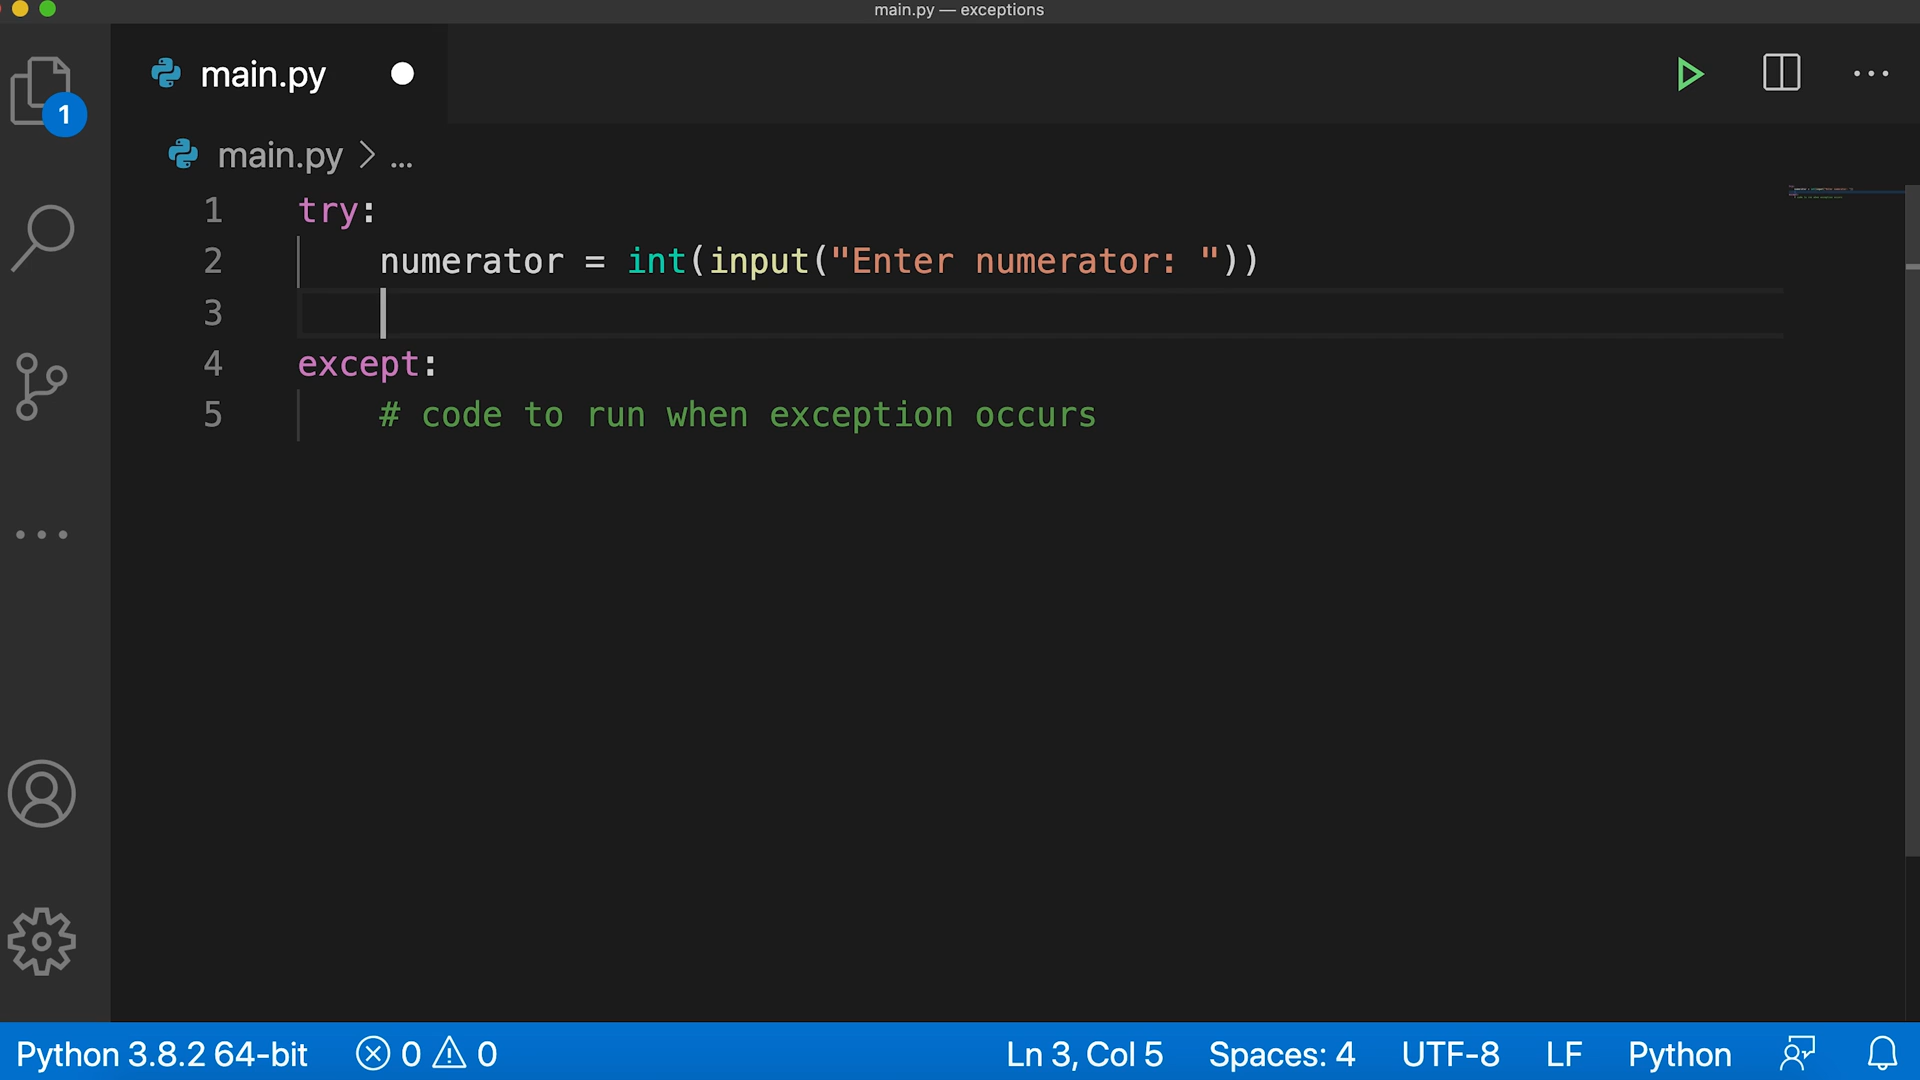 main.py — exceptions
main.py
1
main.py > ...
1 try:
2     numerator = int(input("Enter numerator: "))
3
4 except:
5     # code to run when exception occurs
Python 3.8.2 64-bit 0 0 Ln 3, Col 5 Spaces: 4 UTF-8 LF Python